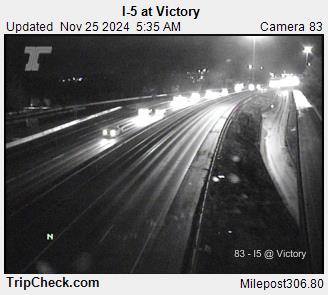 I-5 at Victory
Updated Nov 25 2024 5:35 AM Camera 83
T
N
83 - I5 @ Victory
TripCheck.com Milepost306.80